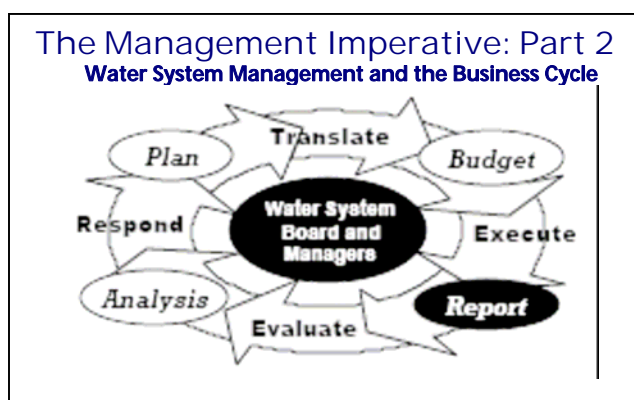 The Management Imperative: Part 2
Water System Management and the Business Cycle
Translate
Plan
Budget
Respond
Water System
Board and
Managers
Execute
Analysis
Report
Evaluate